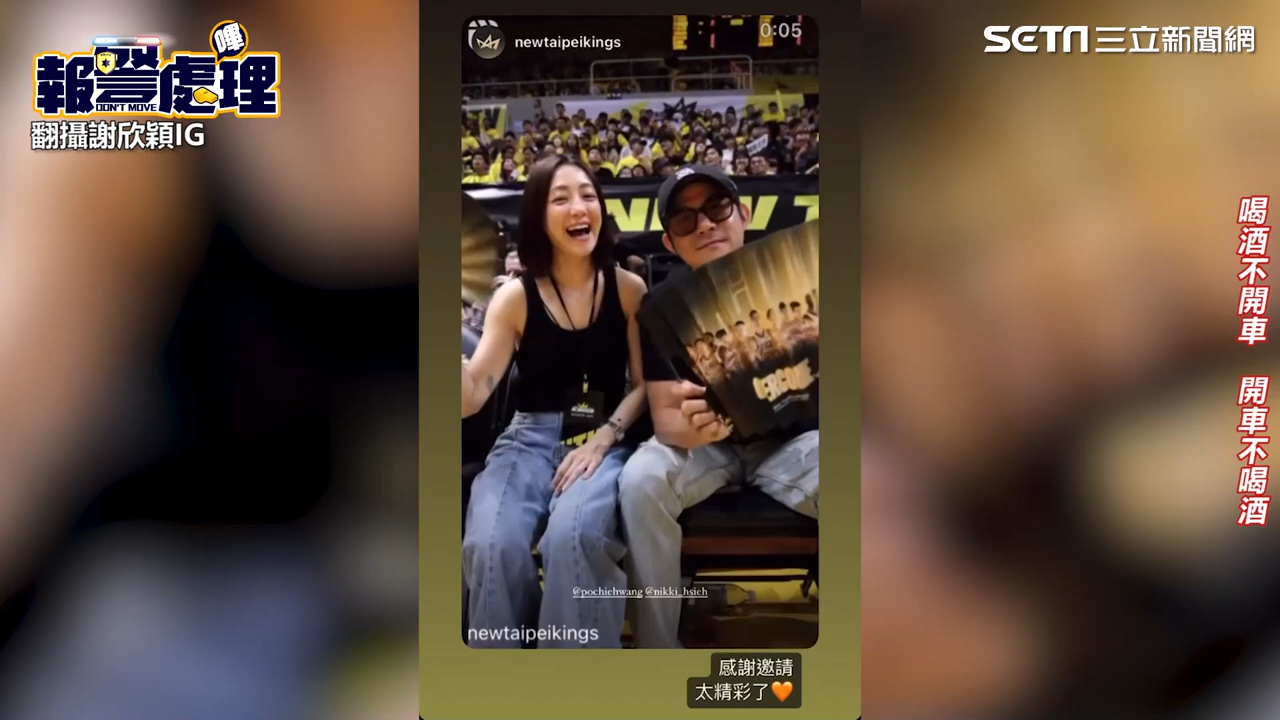 報警處理
嗶
DON'T MOVE
翻攝謝欣穎IG
SETN三立新聞網
newtaipeikings
0:05
NEW T
@pochiehwang @nikki_hsieh
newtaipeikings
感謝邀請
太精彩了🧡
喝酒不開車 開車不喝酒